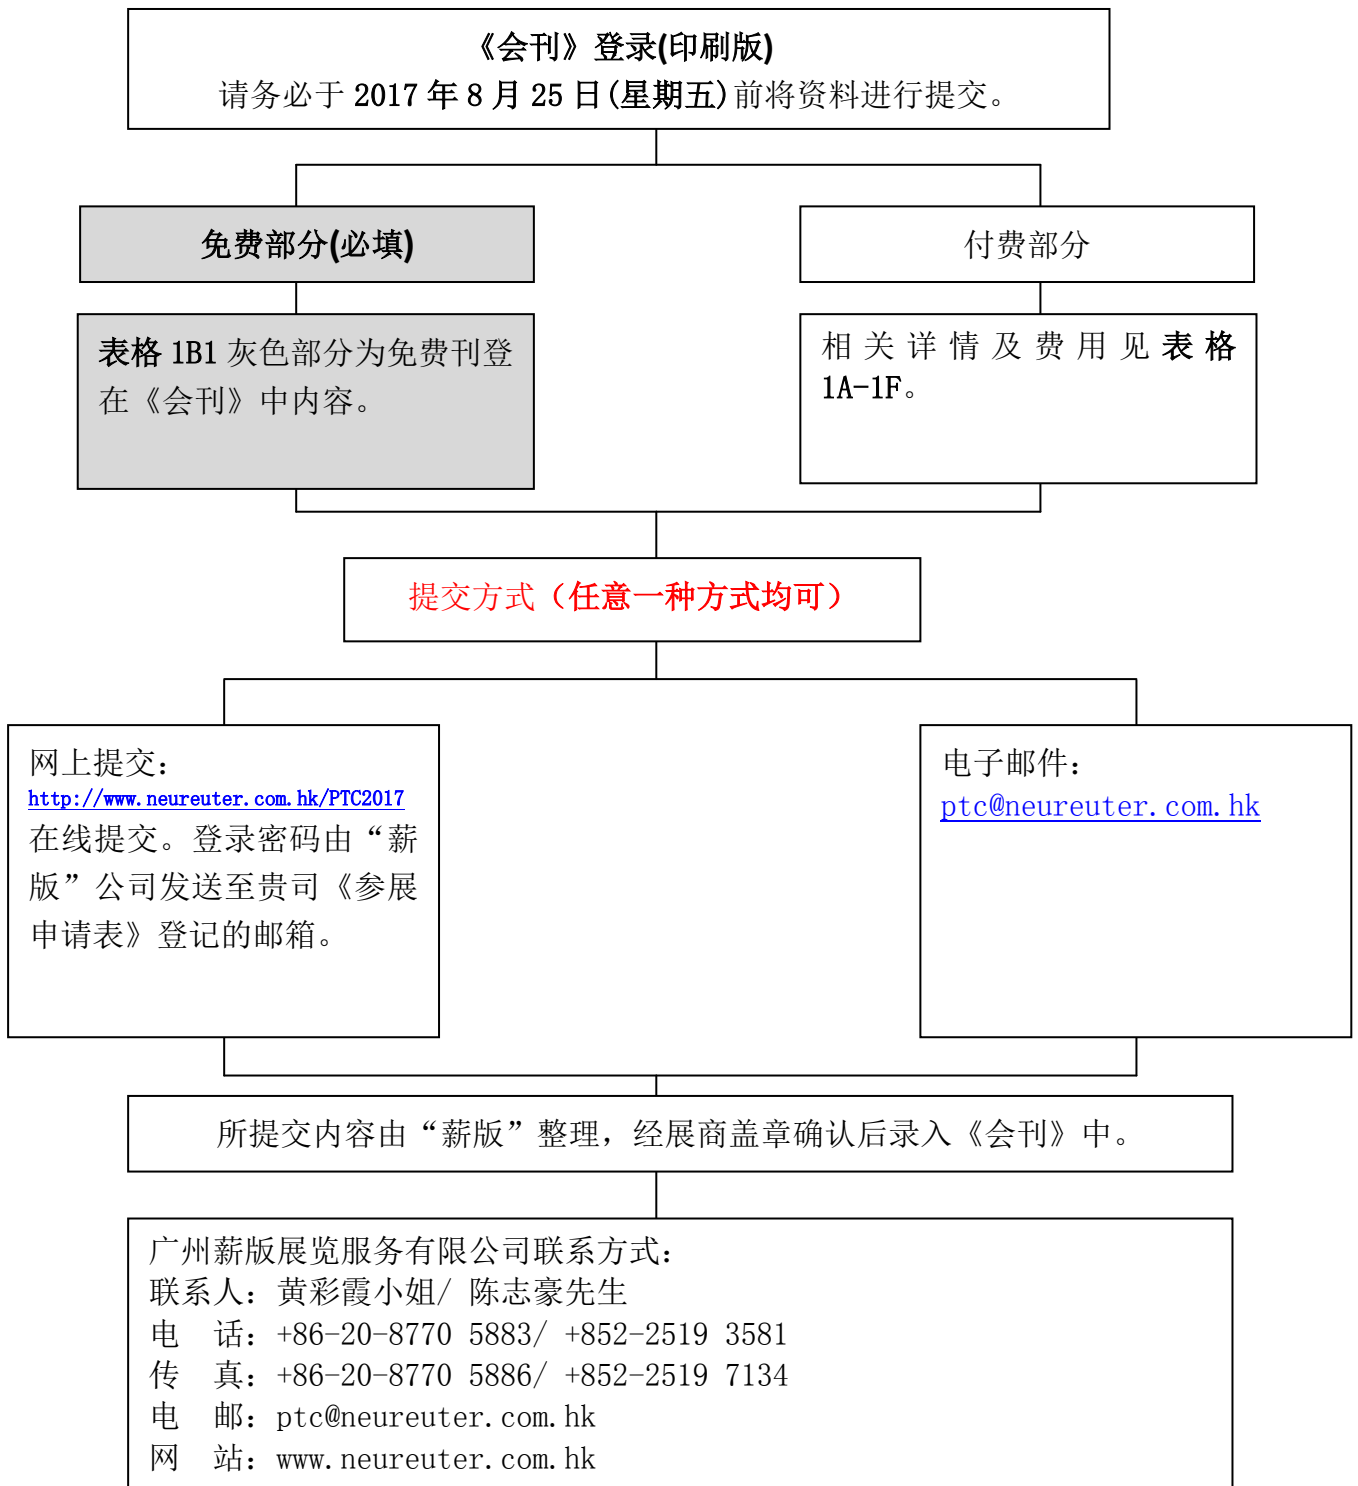 《会刊》登录(印刷版)
请务必于 2017 年 8 月 25 日(星期五)前将资料进行提交。
免费部分(必填)
付费部分
表格 1B1 灰色部分为免费刊登
在《会刊》中内容。
相关详情及费用见表格
1A-1F。
提交方式（任意一种方式均可）
网上提交：
http://www.neureuter.com.hk/PTC2017
在线提交。登录密码由“薪
版”公司发送至贵司《参展
申请表》登记的邮箱。
电子邮件：
ptc@neureuter.com.hk
所提交内容由“薪版”整理，经展商盖章确认后录入《会刊》中。
广州薪版展览服务有限公司联系方式：
联系人：黄彩霞小姐/ 陈志豪先生
电　话：+86-20-8770 5883/ +852-2519 3581
传　真：+86-20-8770 5886/ +852-2519 7134
电　邮：ptc@neureuter.com.hk
网　站：www.neureuter.com.hk